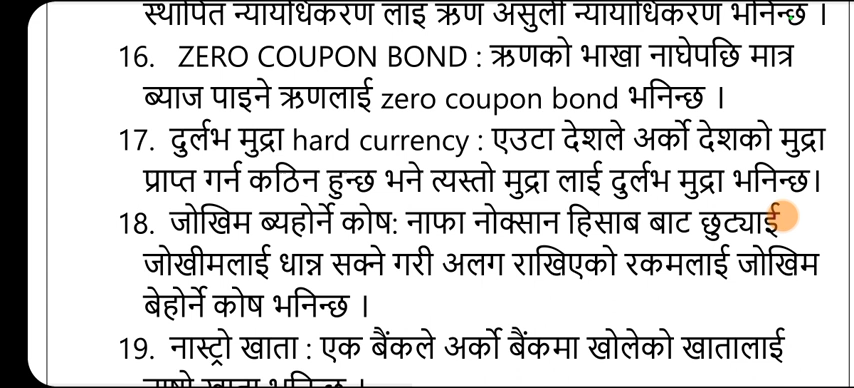 स्थापित न्यायाधिकरण लाइ ऋण असुली न्यायाधिकरण भनिन्छ ।
16. ZERO COUPON BOND : ऋणको भाखा नाघेपछि मात्र
ब्याज पाइने ऋणलाई zero coupon bond भनिन्छ ।
17. दुर्लभ मुद्रा hard currency : एउटा देशले अर्को देशको मुद्रा
प्राप्त गर्न कठिन हुन्छ भने त्यस्तो मुद्रा लाई दुर्लभ मुद्रा भनिन्छ।
18. जोखिम ब्यहोर्ने कोष: नाफा नोक्सान हिसाब बाट छुट्याई
जोखीमलाई धान्न सक्ने गरी अलग राखिएको रकमलाई जोखिम
बेहोर्ने कोष भनिन्छ ।
19. नास्ट्रो खाता : एक बैंकले अर्को बैंकमा खोलेको खातालाई
खाता भनिन्छ ।